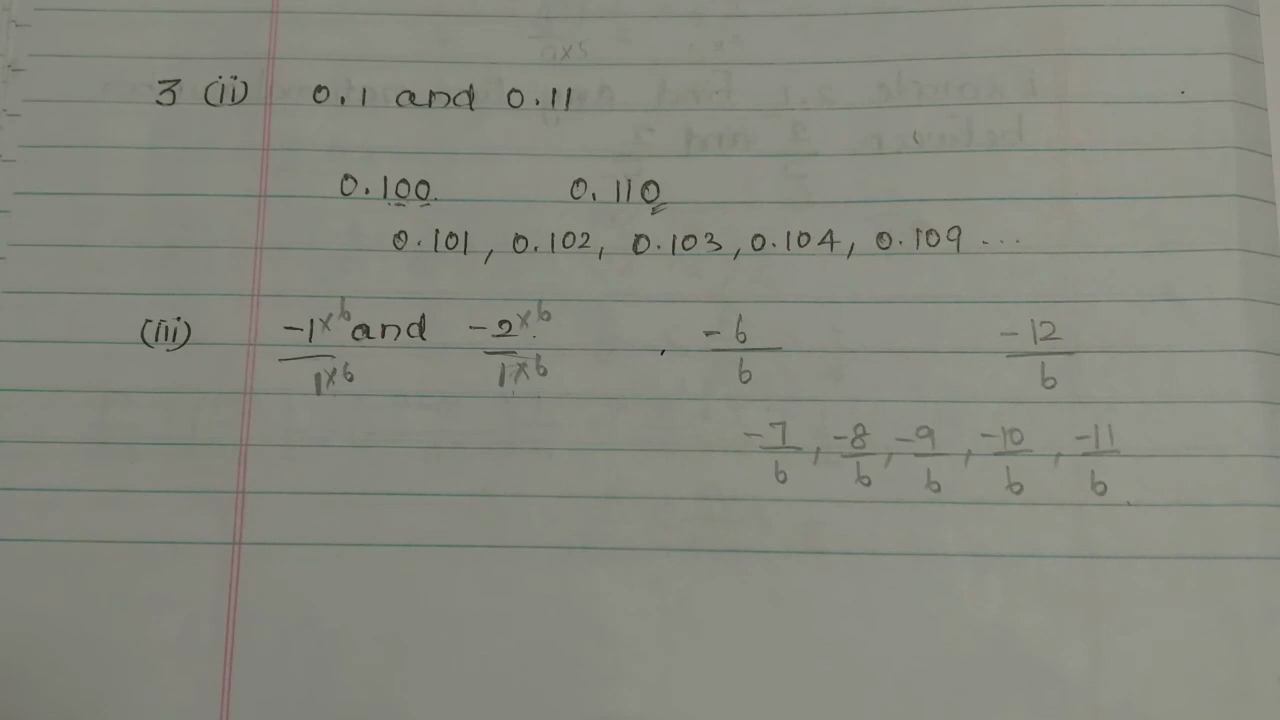 3 (ii) 0.1 and 0.11
0.100 0.110
0.101, 0.102, 0.103, 0.104, 0.109 ...
(iii) -1×6/1×6 and -2×6/1×6 -6/6 -12/6
-7/6, -8/6, -9/6, -10/6, -11/6